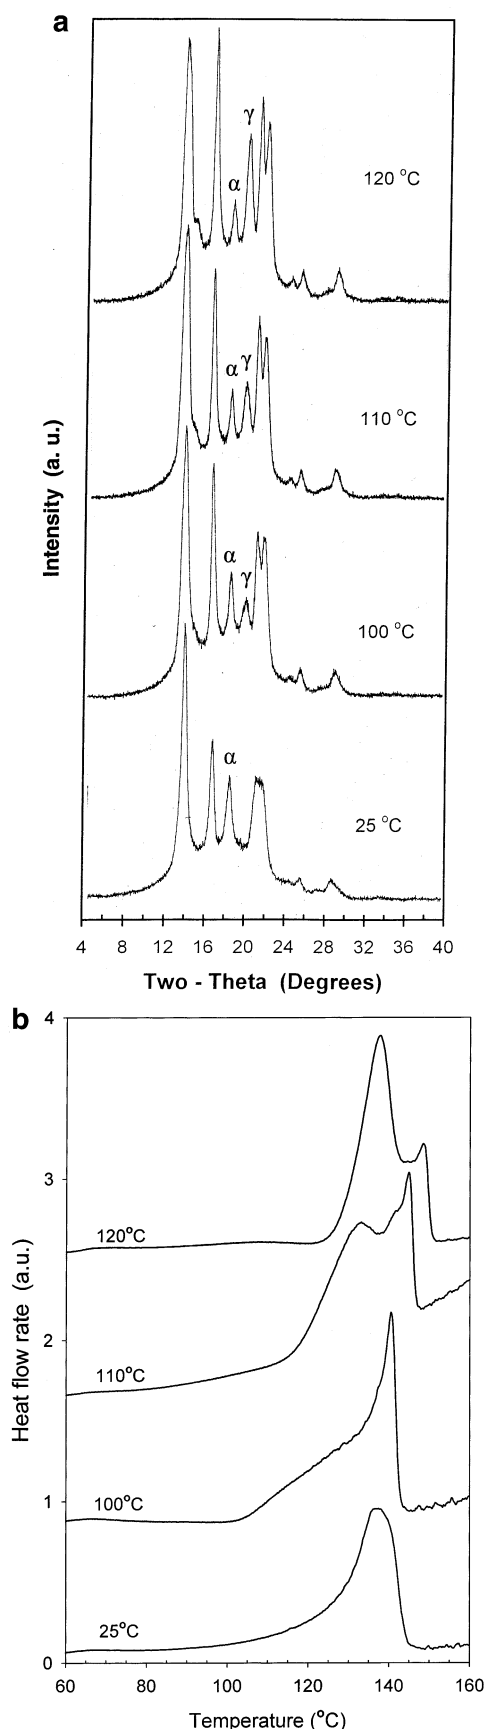 a
γ
α
120 °C
α γ
110 °C
α
γ
100 °C
α
25 °C
Intensity (a. u.)
4 8 12 16 20 24 28 32 36 40
Two - Theta (Degrees)
b
4
3
2
1
0
120°C
110°C
100°C
25°C
Heat flow rate (a.u.)
60 80 100 120 140 160
Temperature (°C)